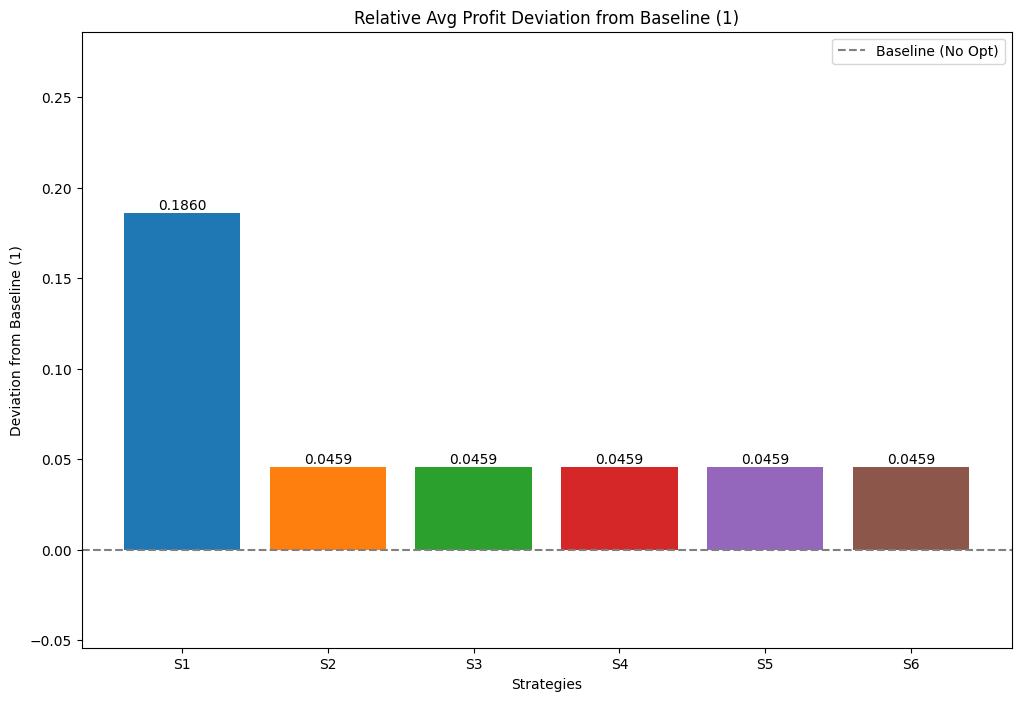 Relative Avg Profit Deviation from Baseline (1)
Baseline (No Opt)
Deviation from Baseline (1)
0.25
0.20
0.15
0.10
0.05
0.00
−0.05
0.1860
0.0459
0.0459
0.0459
0.0459
0.0459
S1 S2 S3 S4 S5 S6
Strategies